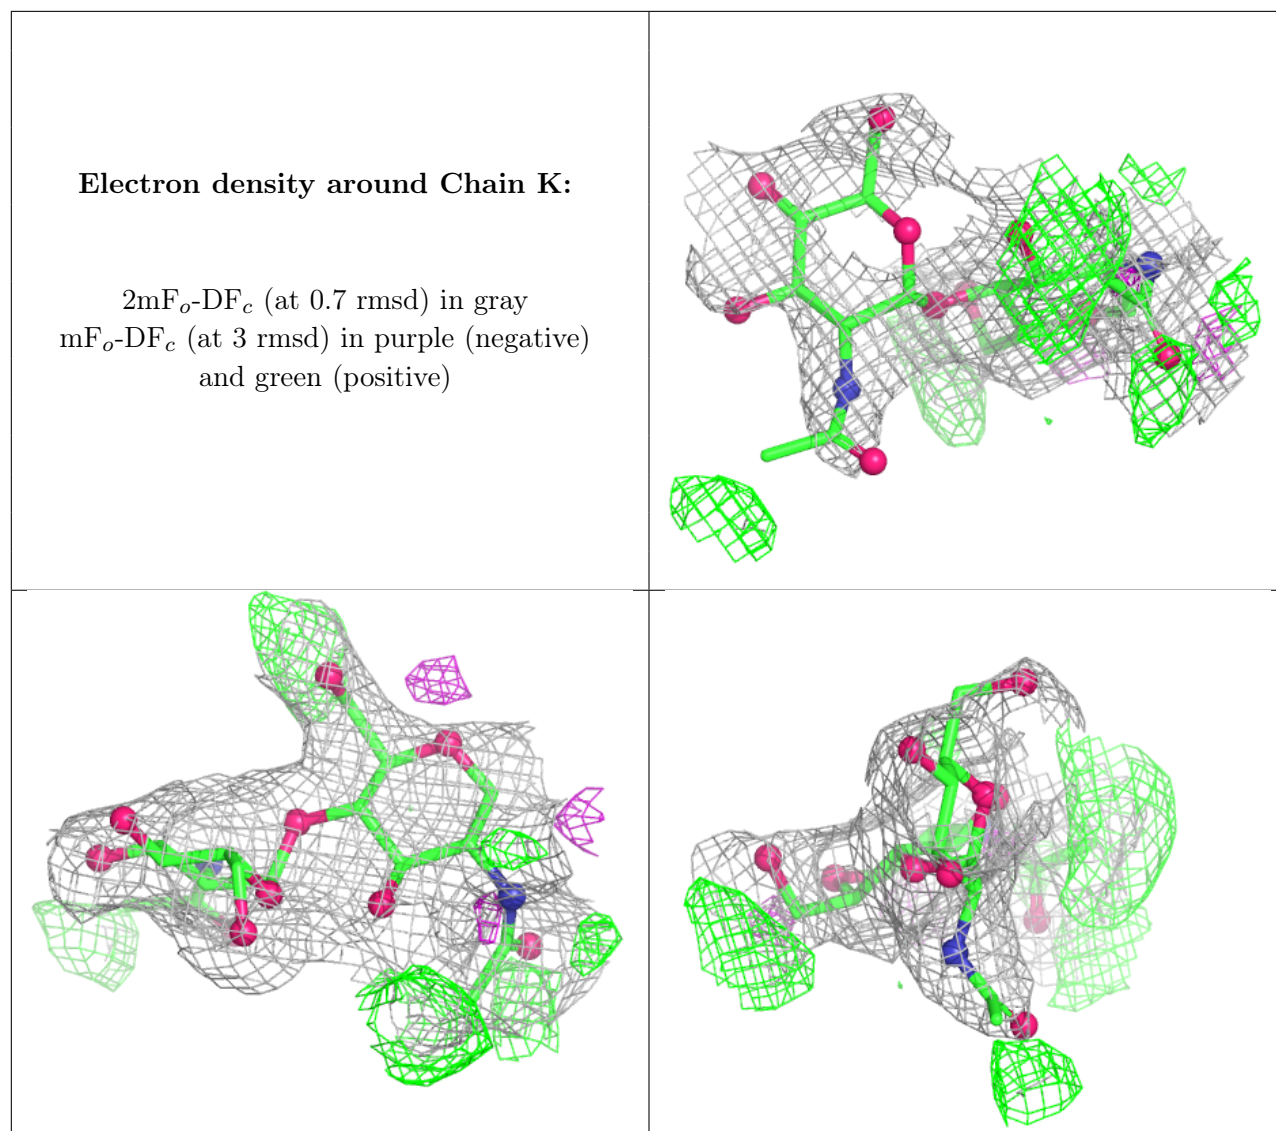 Electron density around Chain K:
2mFo-DFc (at 0.7 rmsd) in gray
mFo-DFc (at 3 rmsd) in purple (negative)
and green (positive)